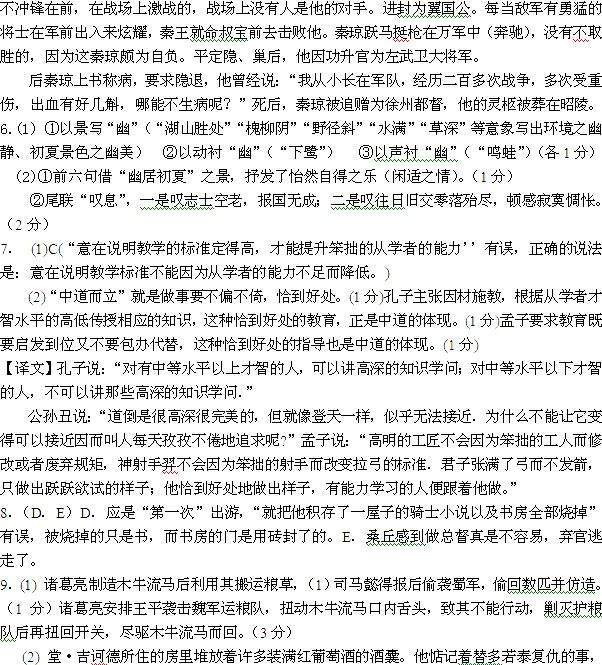 不冲锋在前，在战场上激战的，战场上没有人是他的对手。进封为翼国公。每当敌军有勇猛的
将士在军前出入来炫耀，秦王就命叔宝前去击败他。秦琼跃马挺枪在万军中（奔驰），没有不取
胜的，因为这秦琼颇为自负。平定隐、巢后，他因功升官为左武卫大将军。
后秦琼上书称病，要求隐退，他曾经说：“我从小长在军队，经历二百多次战争，多次受重
伤，出血有好几斛，哪能不生病呢？”死后，秦琼被追赠为徐州都督，他的灵柩被葬在昭陵。
6.（1）①以景写“幽”（“湖山胜处”“槐柳阴”“野径斜”“水满”“草深”等意象写出环境之幽
静、初夏景色之幽美） ②以动衬“幽”（“下鹭”） ③以声衬“幽”（“鸣蛙”）（各 1 分）
（2）①前六句借“幽居初夏”之景，抒发了怡然自得之乐（闲适之情）。（1 分）
②尾联“叹息”，一是叹志士空老，报国无成；二是叹往日旧交零落殆尽，顿感寂寞惆怅。
（2 分）
7． (1)C(“意在说明教学的标准定得高，才能提升笨拙的从学者的能力’’有误，正确的说法
是：意在说明教学标准不能因为从学者的能力不足而降低。)
(2)“中道而立”就是做事要不偏不倚，恰到好处。(1 分)孔子主张因材施教，根据从学者才
智水平的高低传授相应的知识，这种恰到好处的教育，正是中道的体现。(1 分)孟子要求教育既
要启发到位又不要包办代替，这种恰到好处的指导也是中道的体现。(1 分)
【译文】孔子说：“对有中等水平以上才智的人，可以讲高深的知识学问；对中等水平以下才智
的人，不可以讲那些高深的知识学问.”
公孙丑说：“道倒是很高深很完美的，但就像登天一样，似乎无法接近．为什么不能让它变
得可以接近因而叫人每天孜孜不倦地追求呢?”孟子说：“高明的工匠不会因为笨拙的工人而修
改或者废弃规矩，神射手羿不会因为笨拙的射手而改变拉弓的标准．君子张满了弓而不发箭，
只做出跃跃欲试的样子；他恰到好处地做出样子，有能力学习的人便跟着他做。”
8．（D．E）D．应是“第一次”出游，“就把他积存了一屋子的骑士小说以及书房全部烧掉”
有误，被烧掉的只是书，而书房的门是用砖封了的。E．桑丘感到做总督真是不容易，弃官逃
走了。
9．(1) 诸葛亮制造木牛流马后利用其搬运粮草，（1）司马懿得报后偷袭蜀军，偷回数匹并仿造。
（1 分）诸葛亮安排王平袭击魏军运粮队，扭动木牛流马口内舌头，致其不能行动，剿灭护粮
队后再扭回开关，尽驱木牛流马而回。（3 分）
(2) 堂·吉诃德所住的房里堆放着许多装满红葡萄酒的酒囊。他惦记着替多若泰复仇的事，